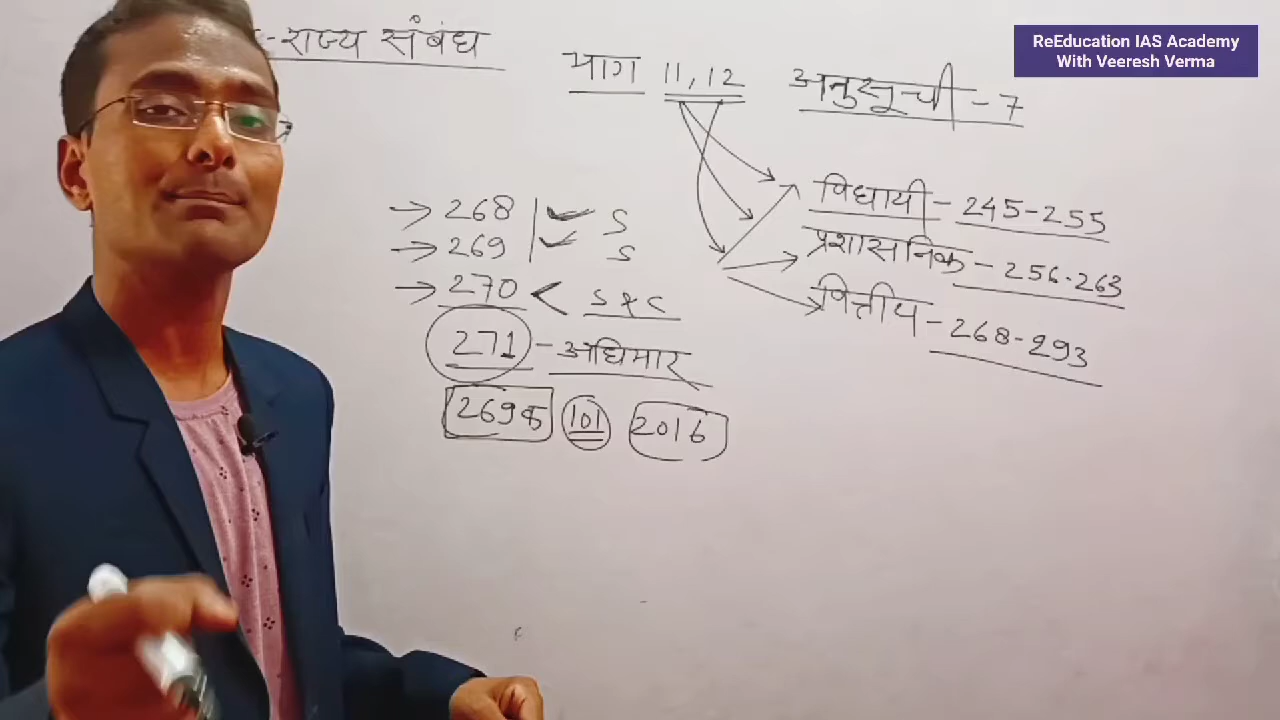 -राज्य संबंध
भाग 11, 12
अनुसूची - 7
ReEducation IAS Academy
With Veeresh Verma
विधायी - 245-255
प्रशासनिक - 256-263
वित्तीय - 268-293
→ 268 ✓ S
→ 269 ✓ S
→ 270 < S & C
271 - अधिभार
269क 101 2016